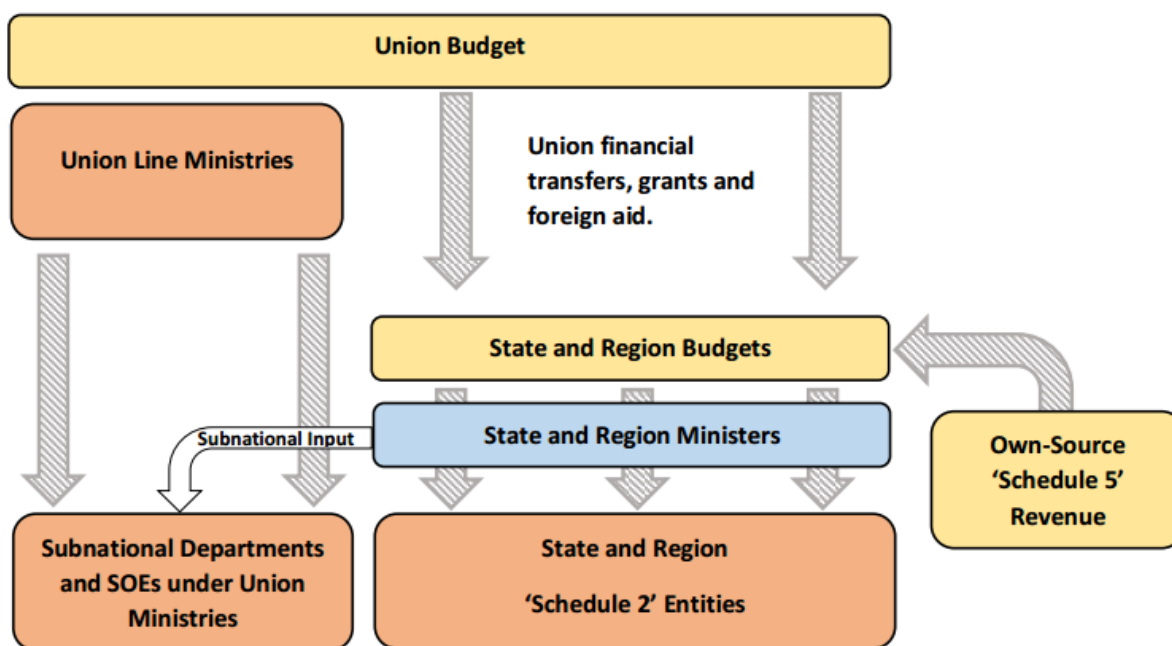 Union Budget
Union Line Ministries
Union financial
transfers, grants and
foreign aid.
State and Region Budgets
Subnational Input
State and Region Ministers
Own-Source
‘Schedule 5’
Revenue
Subnational Departments
and SOEs under Union
Ministries
State and Region
‘Schedule 2’ Entities